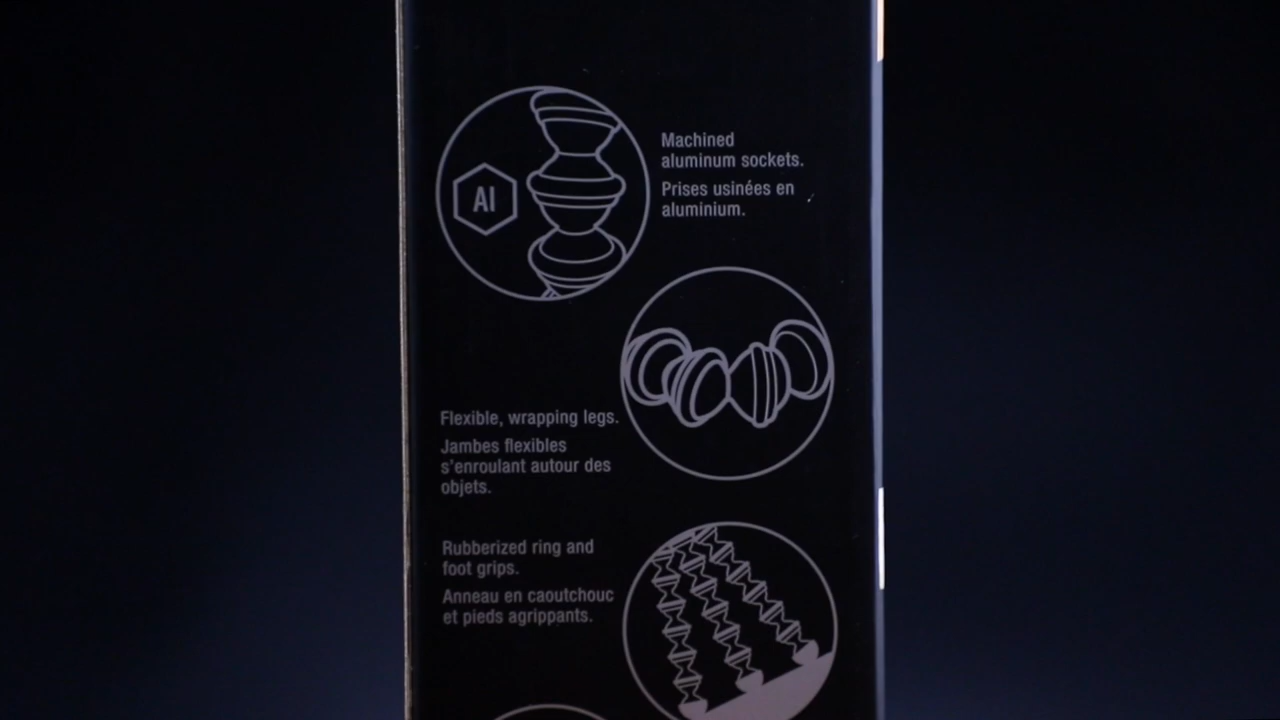 Machined
aluminum sockets.
Prises usinées en
aluminium.
Al
Flexible, wrapping legs.
Jambes flexibles
s'enroulant autour des
objets.
Rubberized ring and
foot grips.
Anneau en caoutchouc
et pieds agrippants.